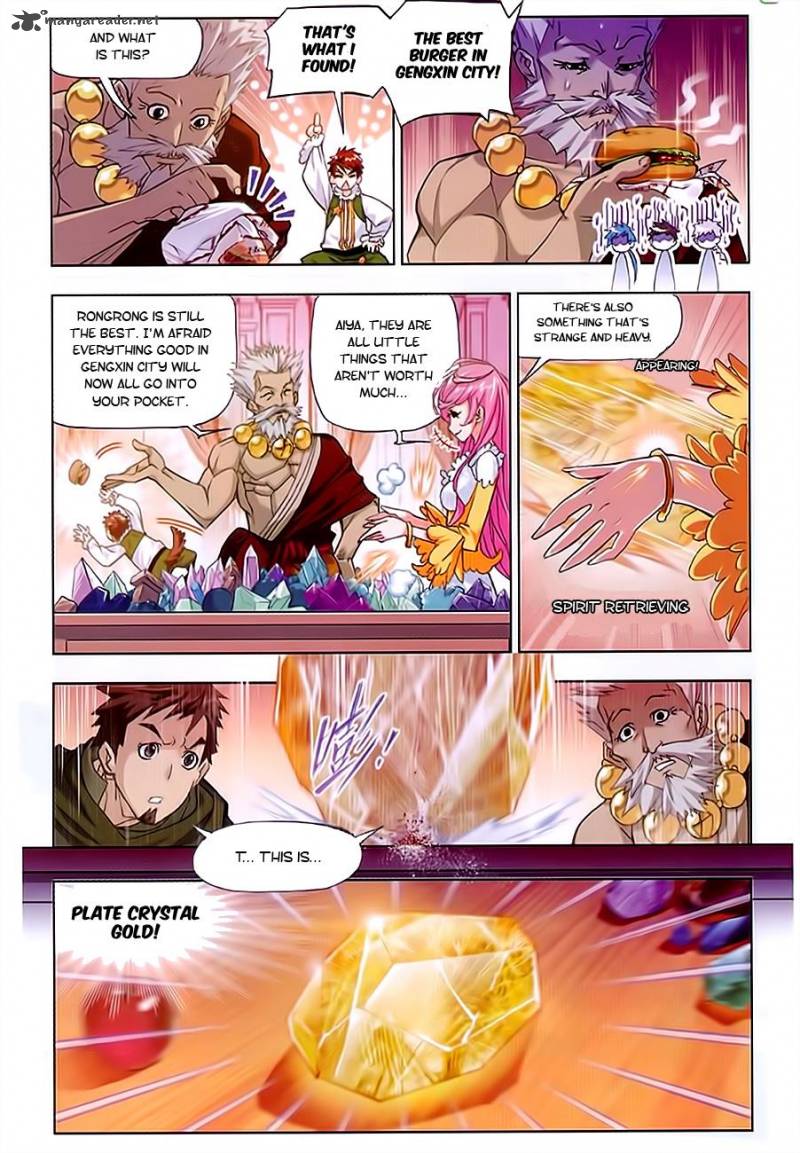 mangareader.net
AND WHAT
IS THIS?
THAT'S
WHAT I
FOUND!
THE BEST
BURGER IN
GENGXIN CITY!
RONGRONG IS STILL
THE BEST. I'M AFRAID
EVERYTHING GOOD IN
GENGXIN CITY WILL
NOW ALL GO INTO
YOUR POCKET.
AIYA, THEY ARE
ALL LITTLE
THINGS THAT
AREN'T WORTH
MUCH...
THERE'S ALSO
SOMETHING THAT'S
STRANGE AND HEAVY.
APPEARING!
SPIRIT RETRIEVING
嘭!
T... THIS IS...
PLATE CRYSTAL
GOLD!